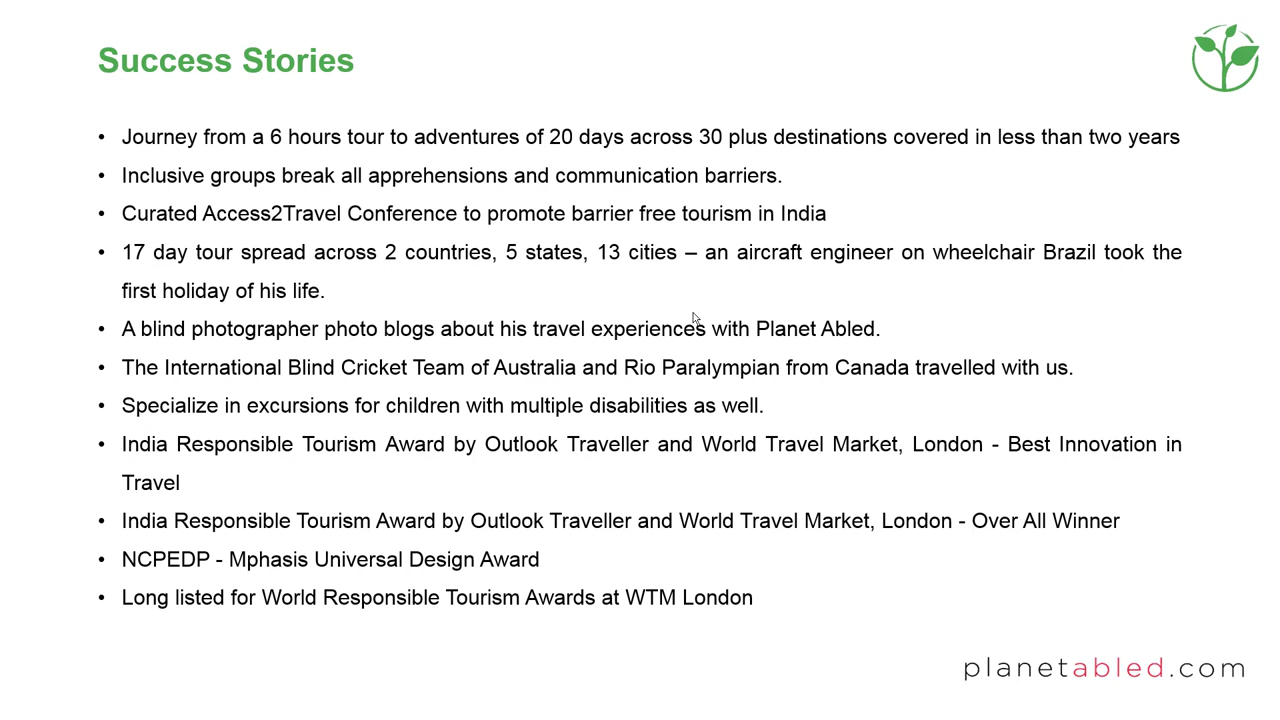 Success Stories
• Journey from a 6 hours tour to adventures of 20 days across 30 plus destinations covered in less than two years
• Inclusive groups break all apprehensions and communication barriers.
• Curated Access2Travel Conference to promote barrier free tourism in India
• 17 day tour spread across 2 countries, 5 states, 13 cities – an aircraft engineer on wheelchair Brazil took the
first holiday of his life.
• A blind photographer photo blogs about his travel experiences with Planet Abled.
• The International Blind Cricket Team of Australia and Rio Paralympian from Canada travelled with us.
• Specialize in excursions for children with multiple disabilities as well.
• India Responsible Tourism Award by Outlook Traveller and World Travel Market, London - Best Innovation in
Travel
• India Responsible Tourism Award by Outlook Traveller and World Travel Market, London - Over All Winner
• NCPEDP - Mphasis Universal Design Award
• Long listed for World Responsible Tourism Awards at WTM London
planetabled.com